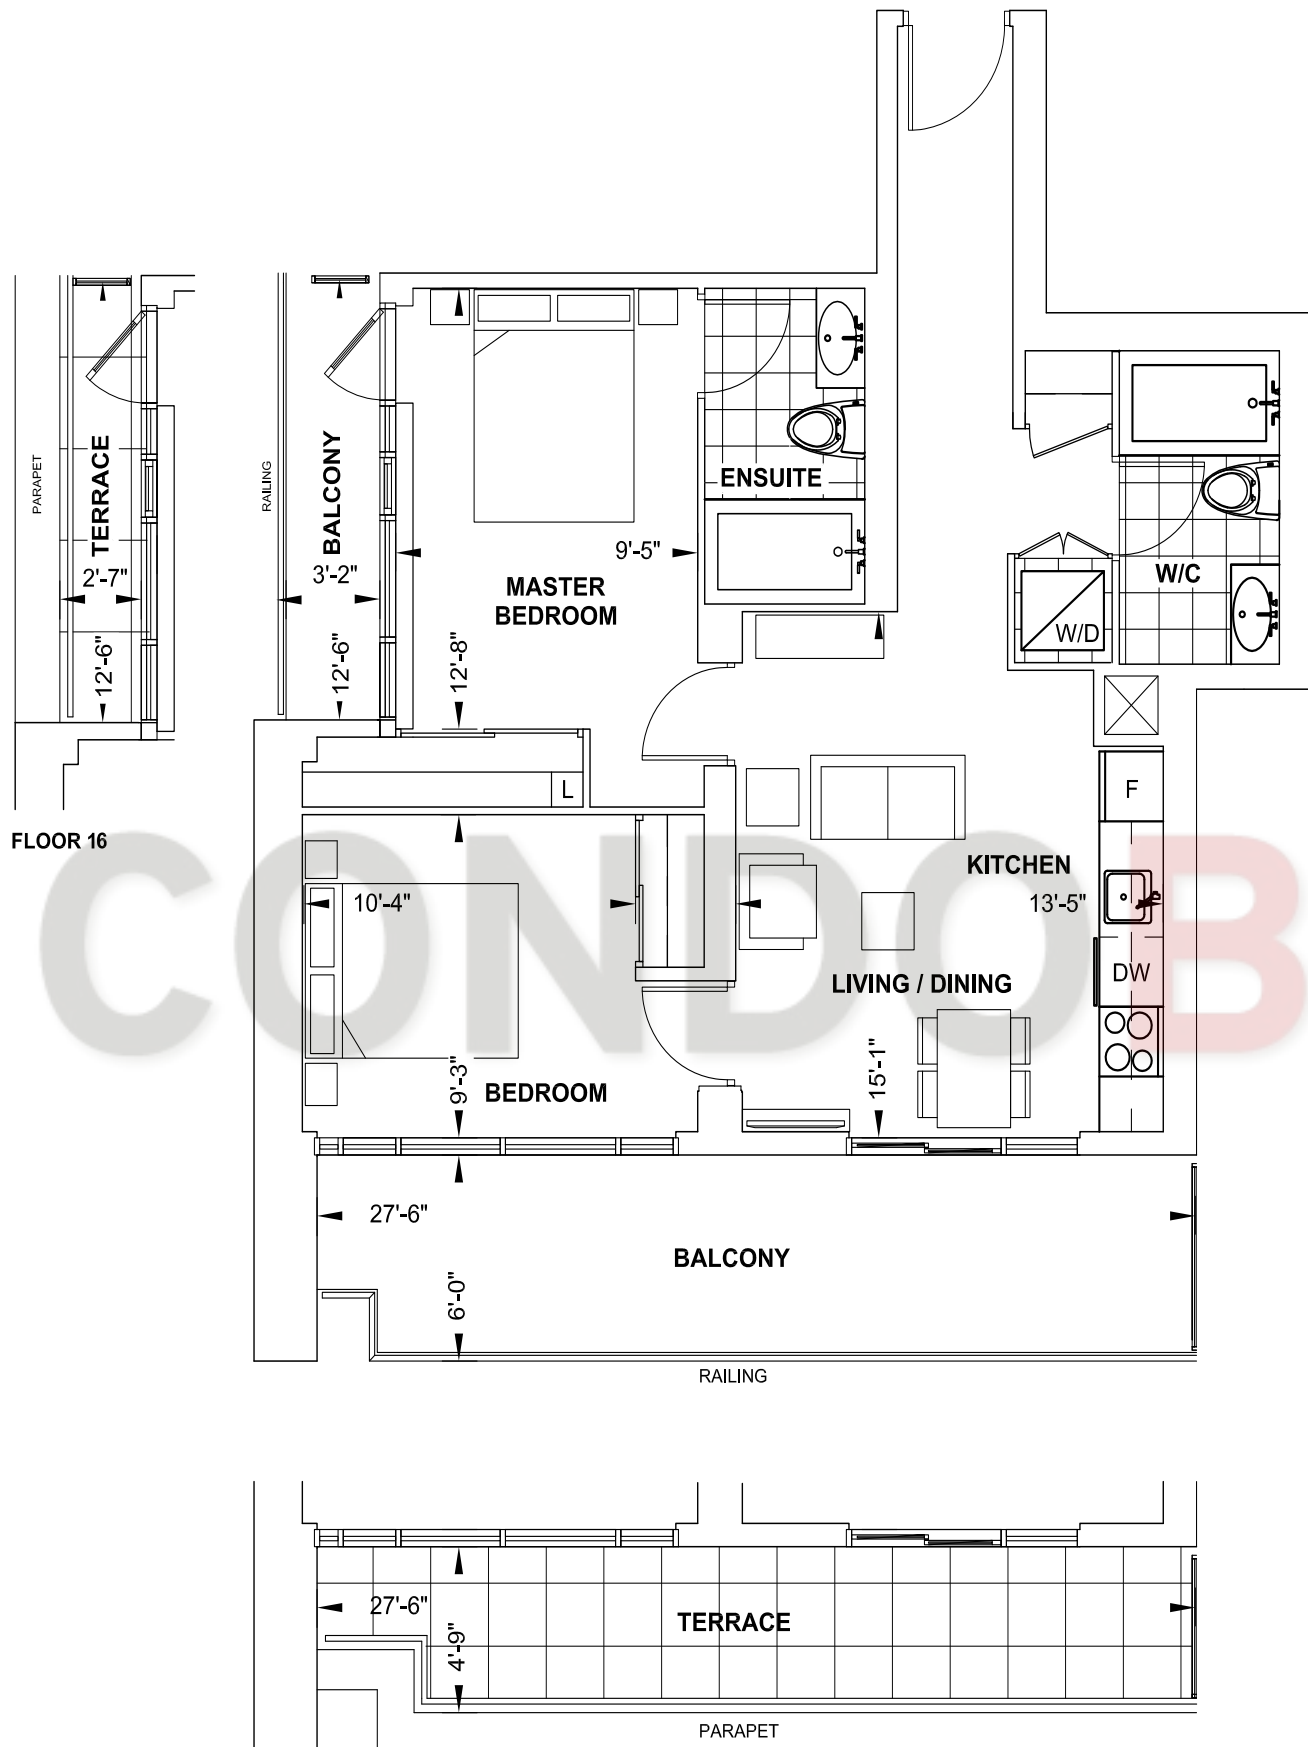 ENSUITE
W/C
W/D
MASTER
BEDROOM
9'-5"
12'-8"
BALCONY
3'-2"
12'-6"
RAILING
TERRACE
2'-7"
12'-6"
PARAPET
FLOOR 16
L
F
KITCHEN
13'-5"
DW
LIVING / DINING
15'-1"
10'-4"
9'-3"
BEDROOM
CONDOB
27'-6"
BALCONY
6'-0"
RAILING
27'-6"
TERRACE
4'-9"
PARAPET